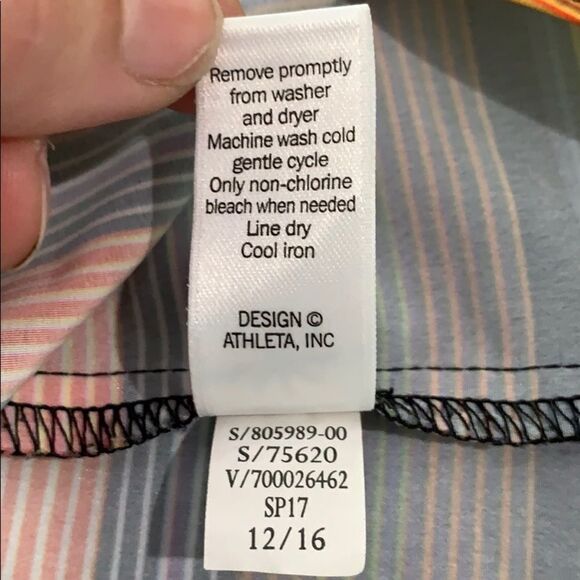 Remove promptly
from washer
and dryer
Machine wash cold
gentle cycle
Only non-chlorine
bleach when needed
Line dry
Cool iron
DESIGN ©
ATHLETA, INC
S/805989-00
S/75620
V/700026462
SP17
12/16